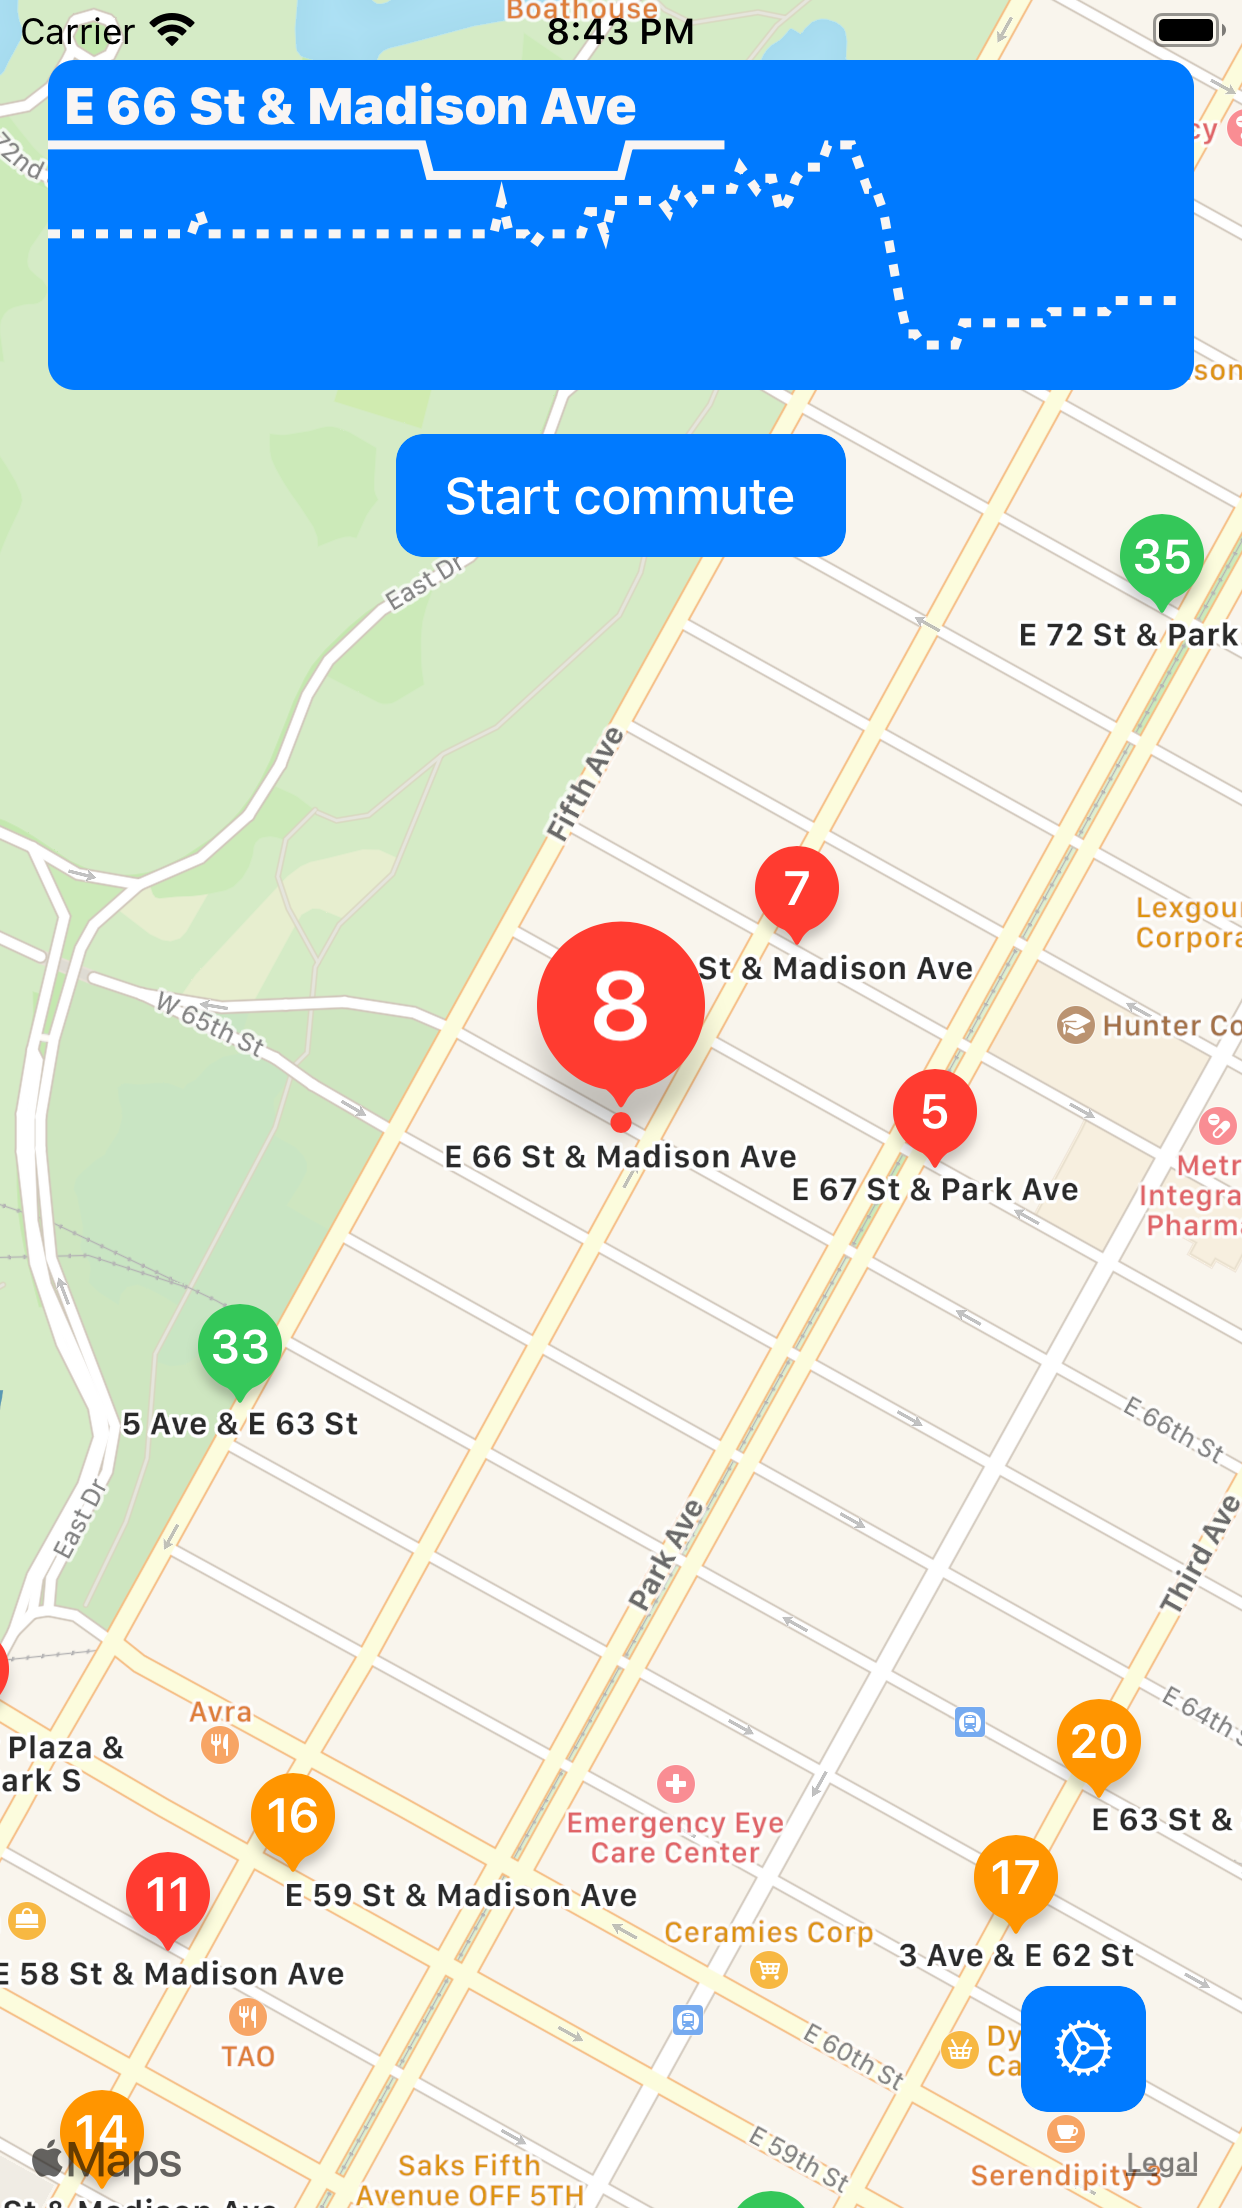 Boathouse
Carrier
8:43 PM
E 66 St & Madison Ave
72nd
cy
son
Start commute
East Dr
35
E 72 St & Park
Fifth Ave
7
St & Madison Ave
8
Lexgou
Corpora
W 65th St
Hunter Co
5
E 66 St & Madison Ave
E 67 St & Park Ave
Metr
Integra
Pharma
33
5 Ave & E 63 St
E 66th St
East Dr
Park Ave
Third Ave
E 64th S
Avra
Plaza &
ark S
20
16
Emergency Eye
Care Center
E 63 St &
17
11
E 59 St & Madison Ave
Ceramies Corp
3 Ave & E 62 St
E 58 St & Madison Ave
TAO
E 60th St
Dy
Ca
14
Maps
E 59th St
Saks Fifth
Avenue OFF 5TH
Serendipity 3
Legal
St & Madison Ave